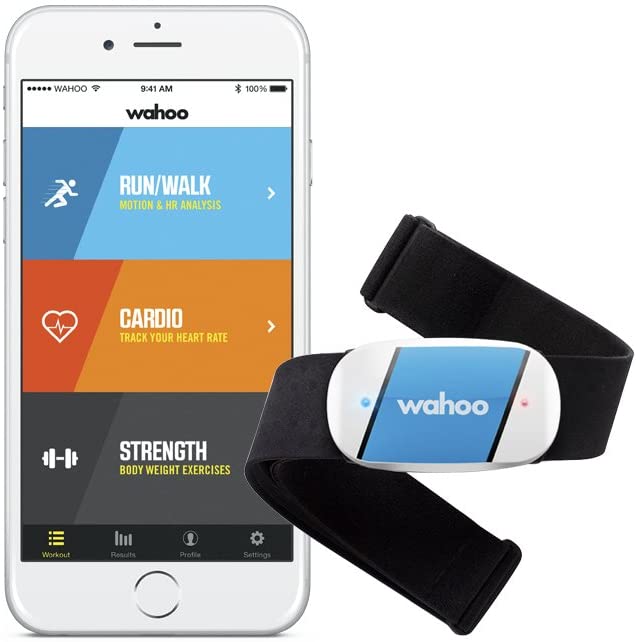 WAHOO
9:41 AM
100%
wahoo
RUN/WALK
MOTION & HR ANALYSIS
CARDIO
TRACK YOUR HEART RATE
STRENGTH
BODY WEIGHT EXERCISES
Workout Results Profile Settings
wahoo